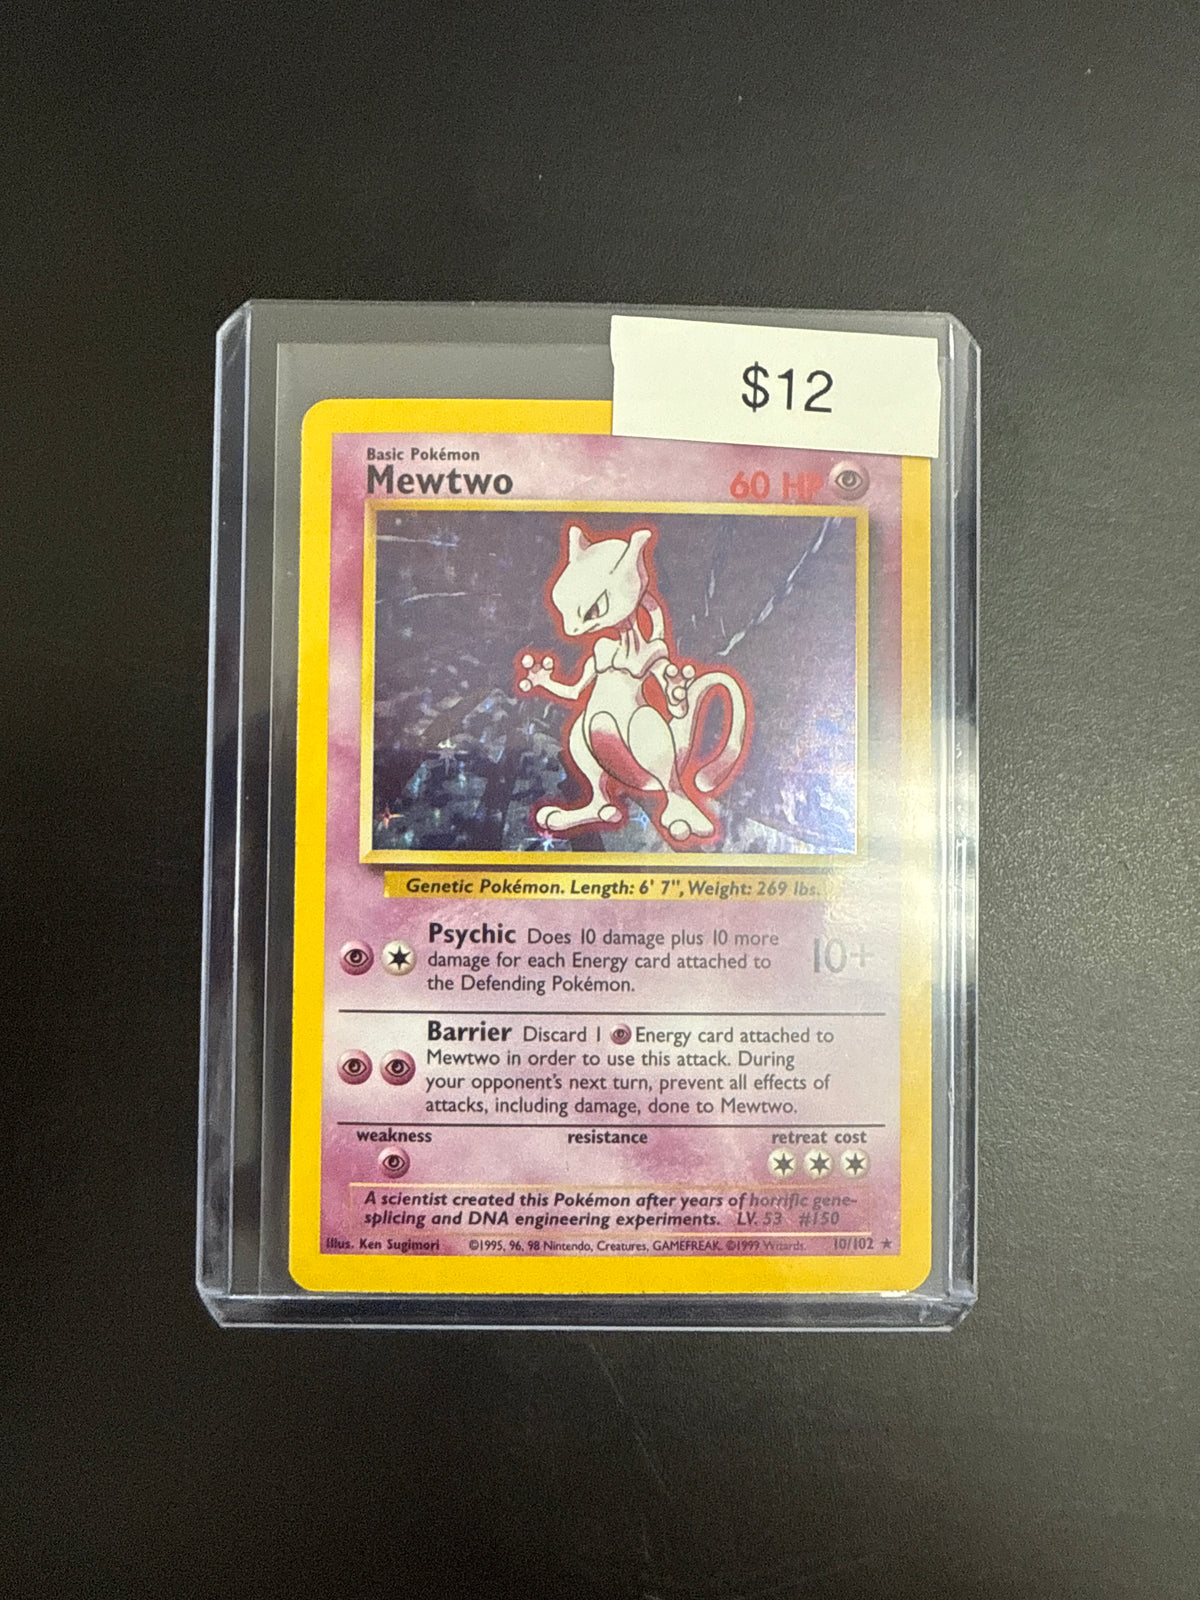 $12
Basic Pokémon
Mewtwo 60 HP
Genetic Pokémon. Length: 6' 7", Weight: 269 lbs.
Psychic Does 10 damage plus 10 more
damage for each Energy card attached to
the Defending Pokémon.
10+
Barrier Discard 1 Energy card attached to
Mewtwo in order to use this attack. During
your opponent's next turn, prevent all effects of
attacks, including damage, done to Mewtwo.
weakness resistance retreat cost
A scientist created this Pokémon after years of horrific gene-
splicing and DNA engineering experiments. LV. 53 #150
Illus. Ken Sugimori ©1995, 96, 98 Nintendo, Creatures, GAMEFREAK. ©1999 Wizards. 10/102